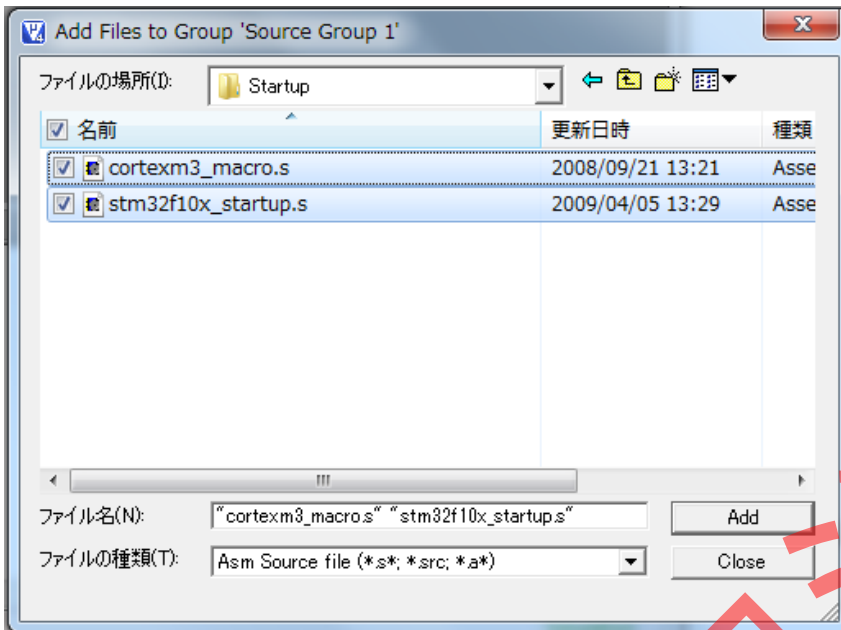 Add Files to Group 'Source Group 1'
ファイルの場所(I): Startup
名前 更新日時 種類
cortexm3_macro.s 2008/09/21 13:21 Asse
stm32f10x_startup.s 2009/04/05 13:29 Asse
ファイル名(N): "cortexm3_macro.s" "stm32f10x_startup.s" Add
ファイルの種類(T): Asm Source file (*.s*; *.src; *.a*) Close